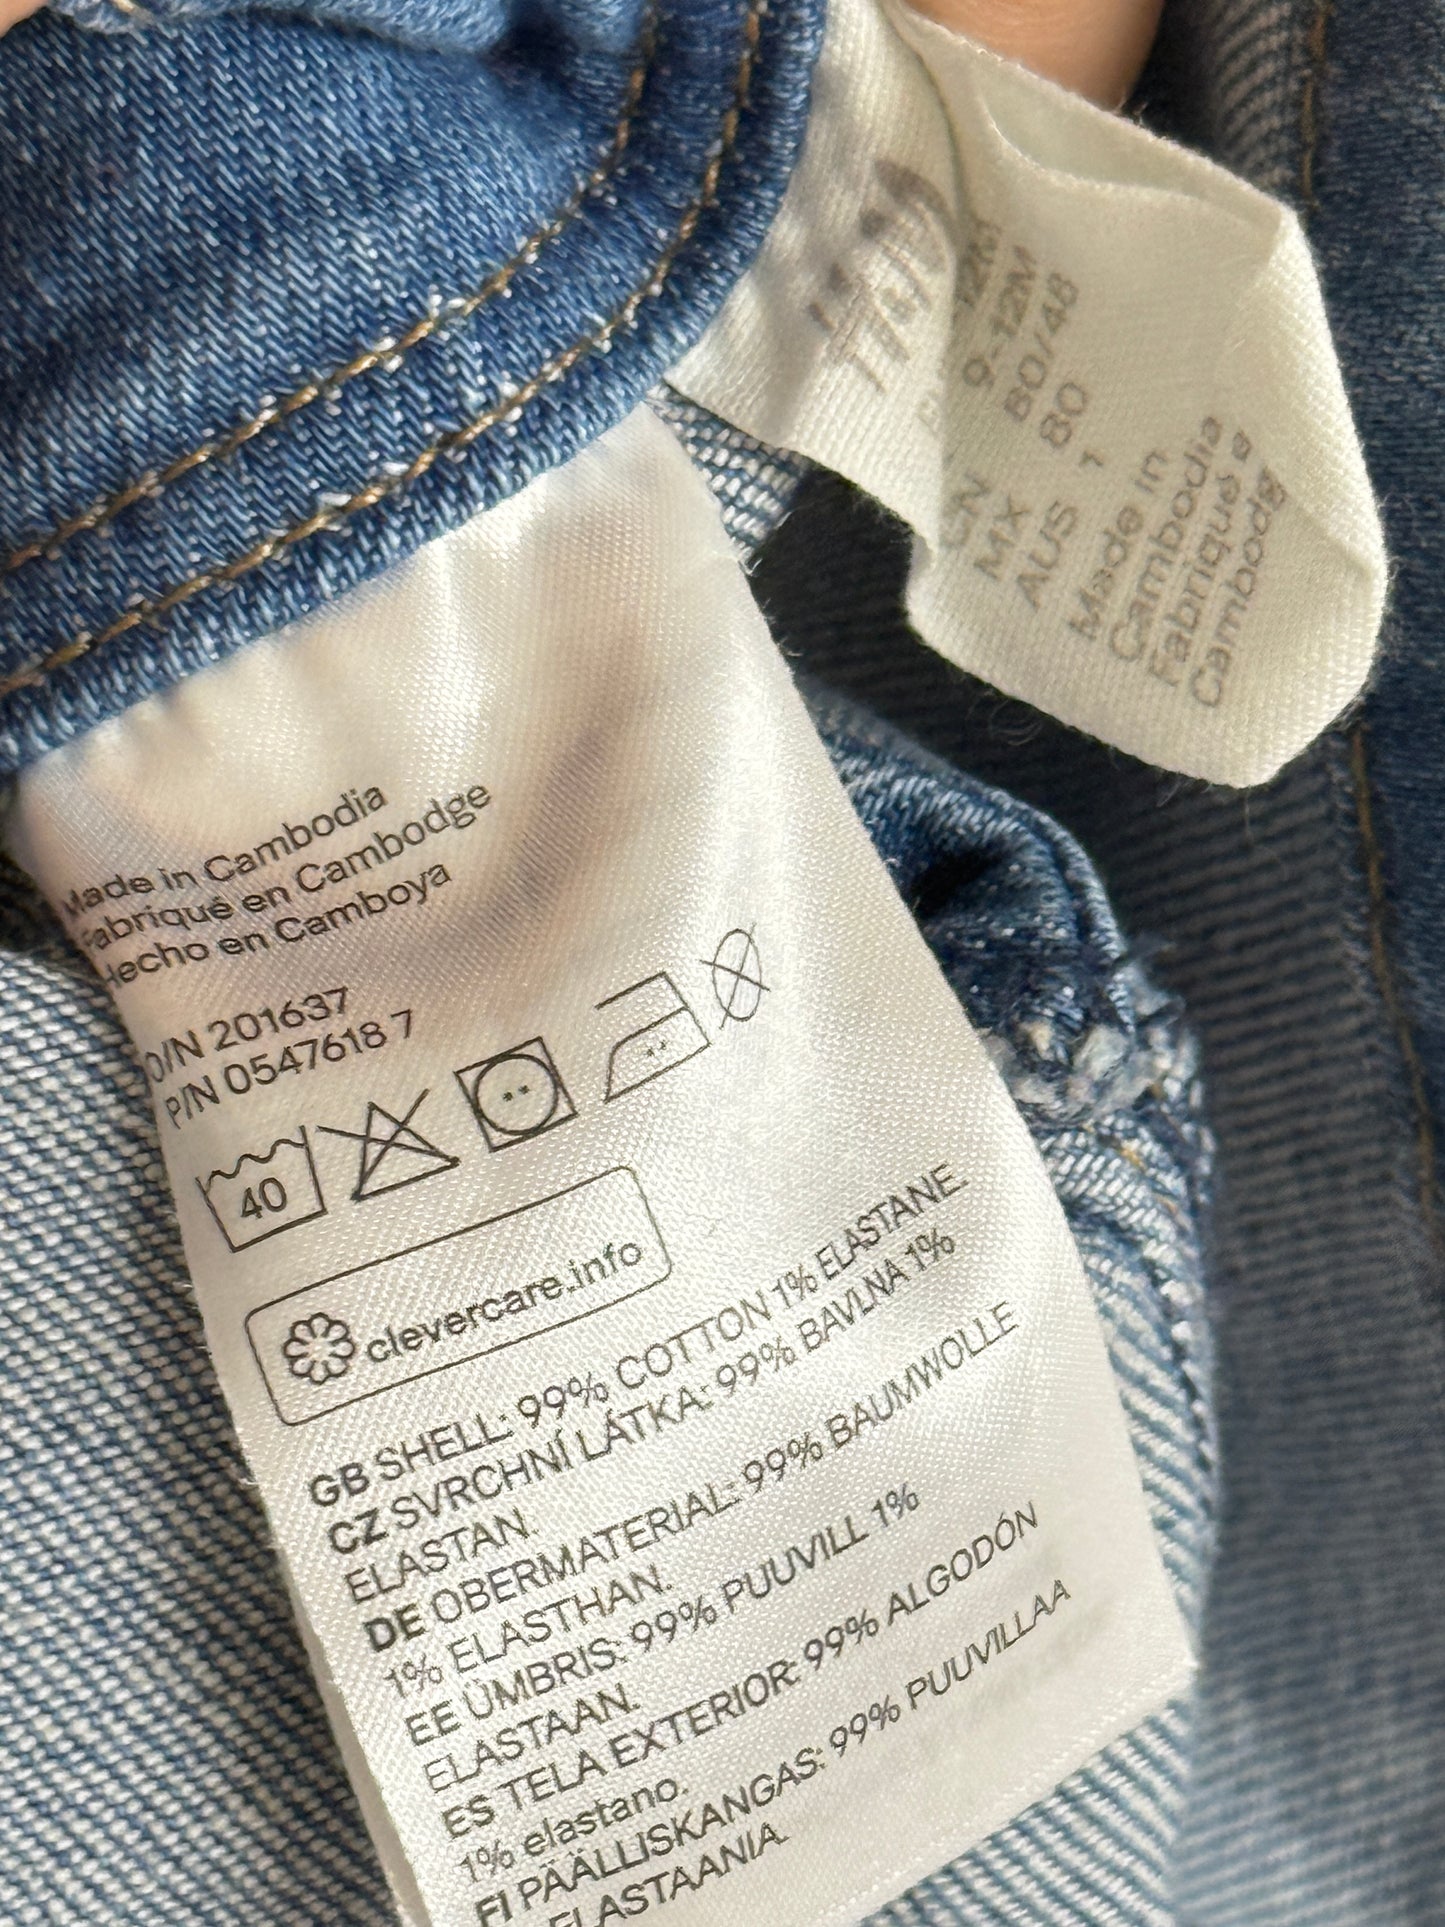 12M
9-12M
CN 80/48
MX 80
AUS 1
Made in
Cambodia
Fabriqué e
Cambodg
Made in Cambodia
Fabriqué en Cambodge
Hecho en Camboya
O/N 201637
P/N 0547618 7
40
clevercare.info
GB SHELL: 99% COTTON 1% ELASTANE.
CZ SVRCHNÍ LÁTKA: 99% BAVLNA 1%
ELASTAN.
DE OBERMATERIAL: 99% BAUMWOLLE
1% ELASTHAN.
EE ÜMBRIS: 99% PUUVILL 1%
ELASTAAN.
ES TELA EXTERIOR: 99% ALGODÓN
1% elastano.
FI PÄÄLLISKANGAS: 99% PUUVILLAA
ELASTAANIA.